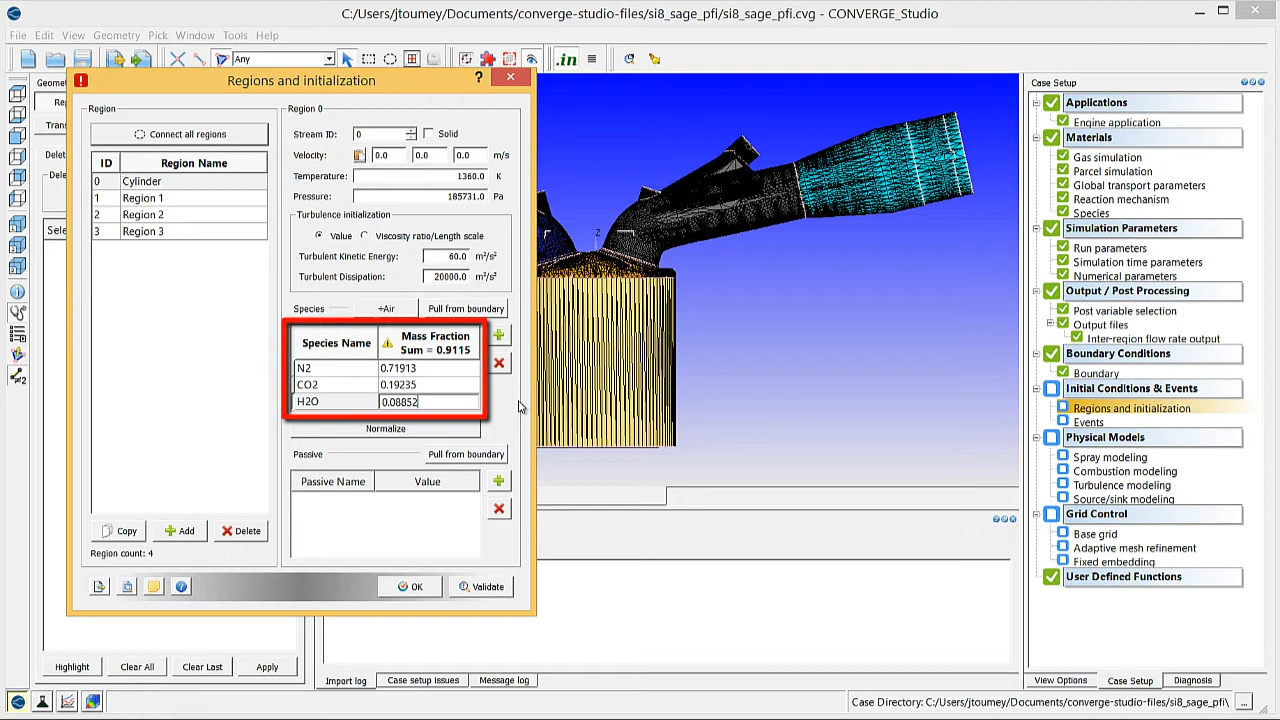 C:/Users/jtoumey/Documents/converge-studio-files/si8_sage_pfi/si8_sage_pfi.cvg - CONVERGE_Studio
File Edit View Geometry Pick Window Tools Help
Any
.in
Regions and initialization
?
Region
Connect all regions
ID Region Name
0 Cylinder
1 Region 1
2 Region 2
3 Region 3
Copy Add Delete
Region count: 4
Region 0
Stream ID: 0 Solid
Velocity: 0.0 0.0 0.0 m/s
Temperature: 1360.0 K
Pressure: 185731.0 Pa
Turbulence initialization
Value Viscosity ratio/Length scale
Turbulent Kinetic Energy: 60.0 m²/s²
Turbulent Dissipation: 20000.0 m²/s³
Species +Air Pull from boundary
Species Name Mass Fraction
Sum = 0.9115
N2 0.71913
CO2 0.19235
H2O 0.08852
Normalize
Passive Pull from boundary
Passive Name Value
OK Validate
Highlight Clear All Clear Last Apply
Z
Import log Case setup issues Message log
Case Setup
Applications
Engine application
Materials
Gas simulation
Parcel simulation
Global transport parameters
Reaction mechanism
Species
Simulation Parameters
Run parameters
Simulation time parameters
Numerical parameters
Output / Post Processing
Post variable selection
Output files
Inter-region flow rate output
Boundary Conditions
Boundary
Initial Conditions & Events
Regions and initialization
Events
Physical Models
Spray modeling
Combustion modeling
Turbulence modeling
Source/sink modeling
Grid Control
Base grid
Adaptive mesh refinement
Fixed embedding
User Defined Functions
View Options Case Setup Diagnosis
Case Directory: C:/Users/jtoumey/Documents/converge-studio-files/si8_sage_pfi\ ...